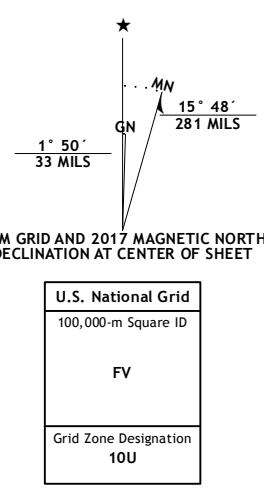 ★
MN
15° 48´
281 MILS
GN
1° 50´
33 MILS
M GRID AND 2017 MAGNETIC NORTH
DECLINATION AT CENTER OF SHEET
U.S. National Grid
100,000-m Square ID
FV
Grid Zone Designation
10U